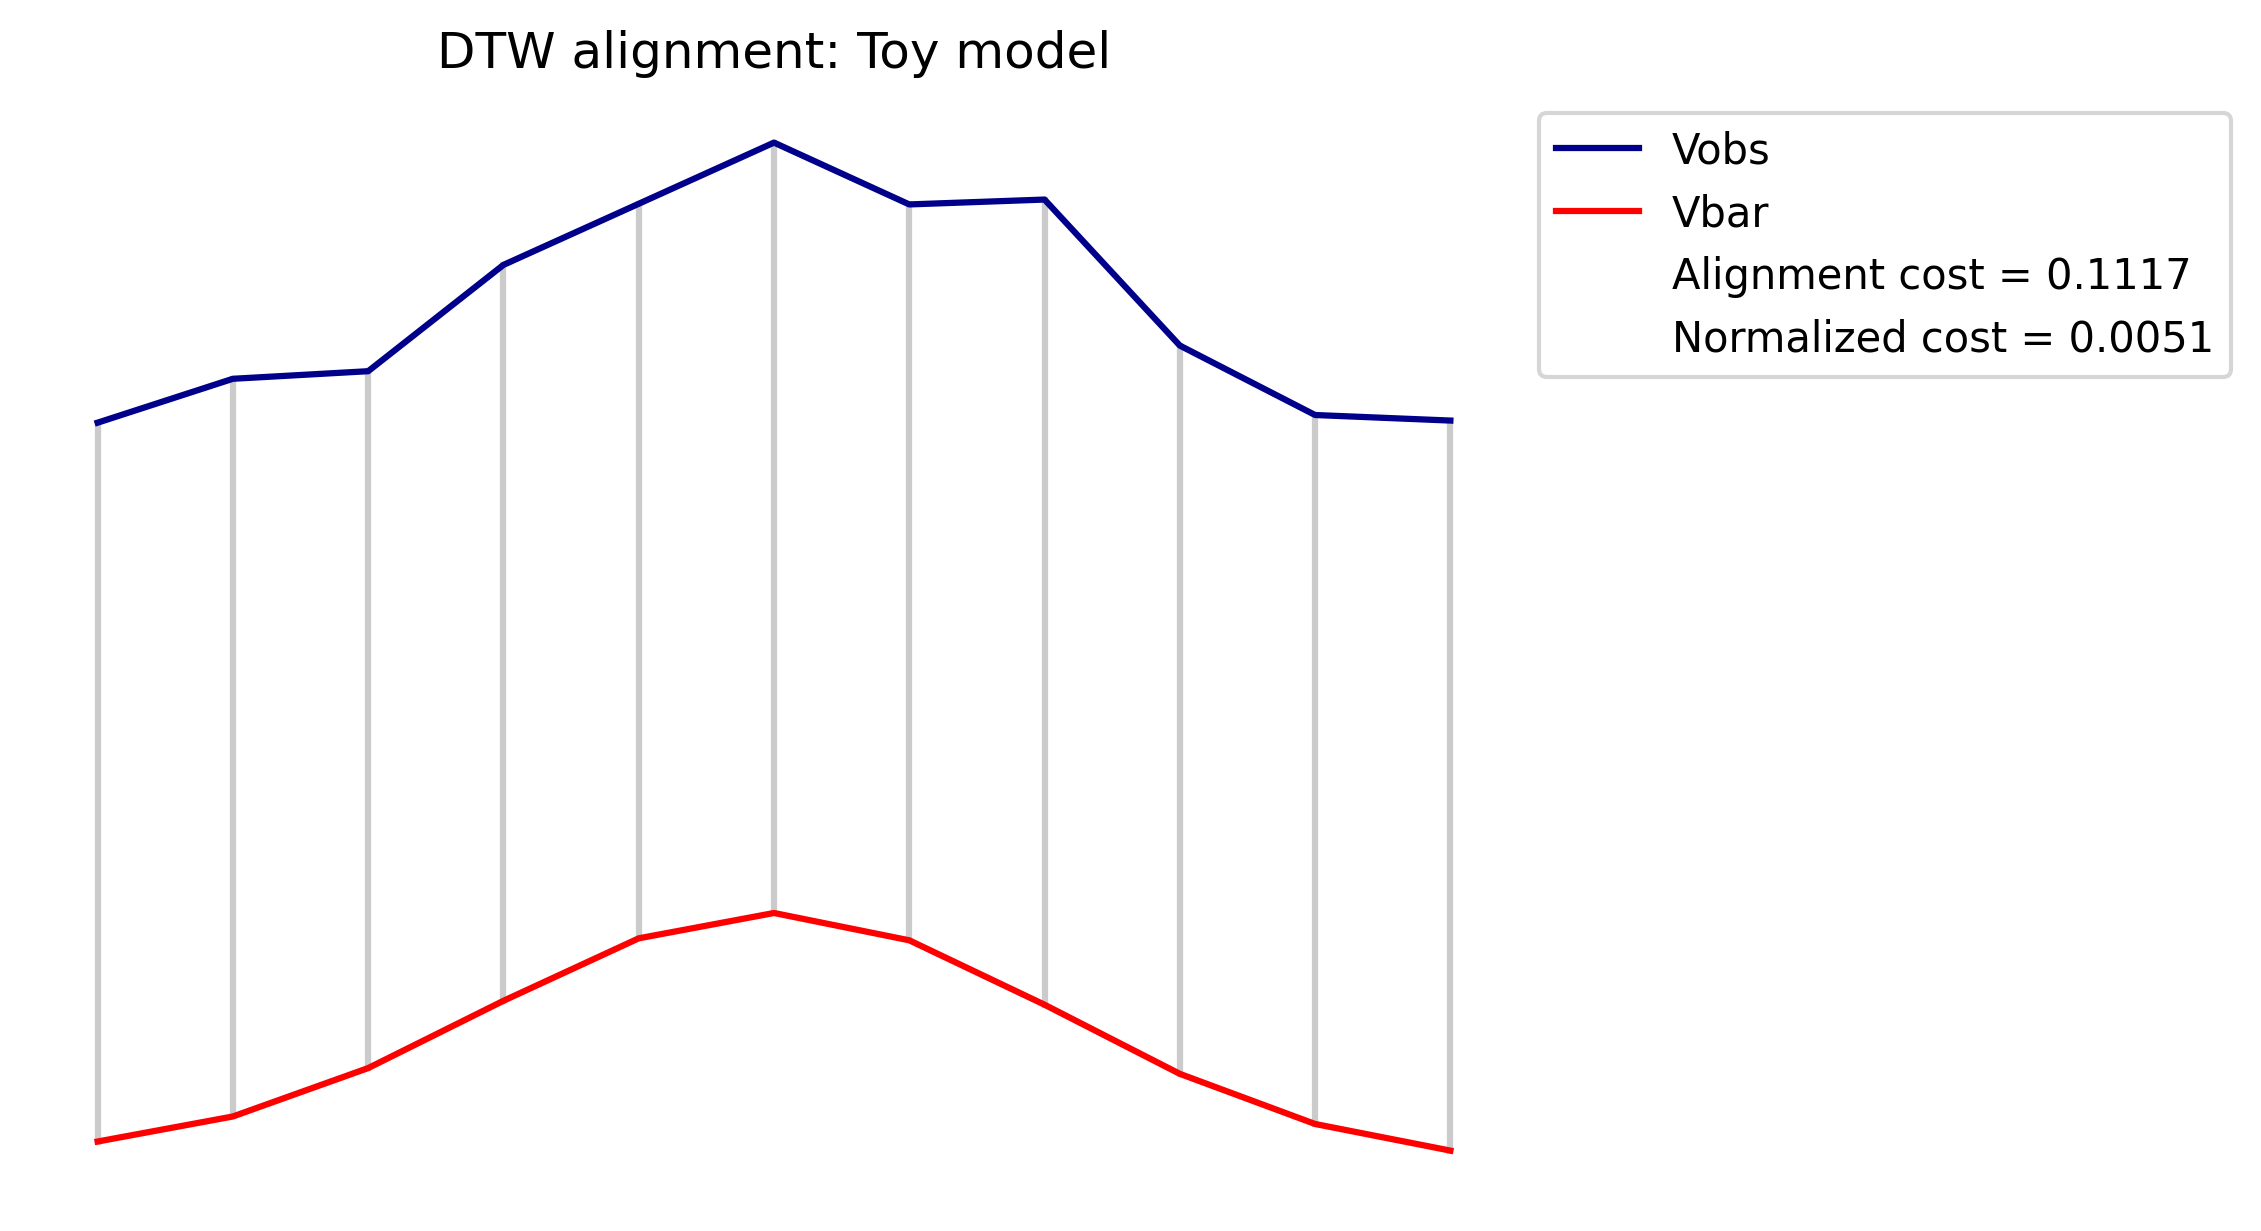 DTW alignment: Toy model
Vobs
Vbar
Alignment cost = 0.1117
Normalized cost = 0.0051